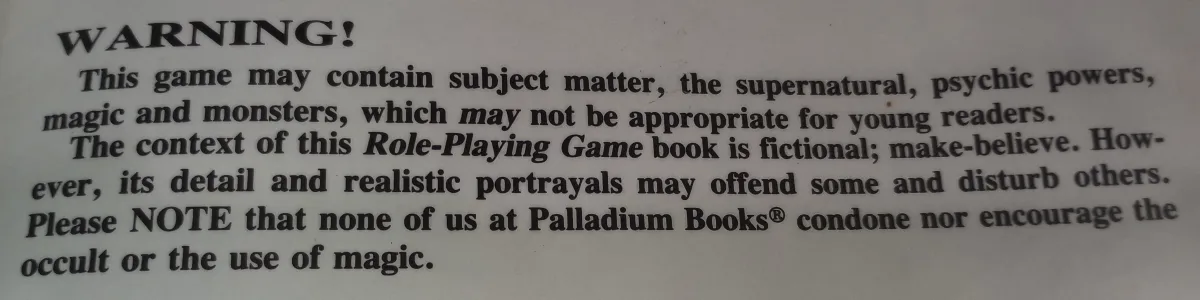 WARNING!
This game may contain subject matter, the supernatural, psychic powers,
magic and monsters, which may not be appropriate for young readers.
The context of this Role-Playing Game book is fictional; make-believe. How-
ever, its detail and realistic portrayals may offend some and disturb others.
Please NOTE that none of us at Palladium Books® condone nor encourage the
occult or the use of magic.